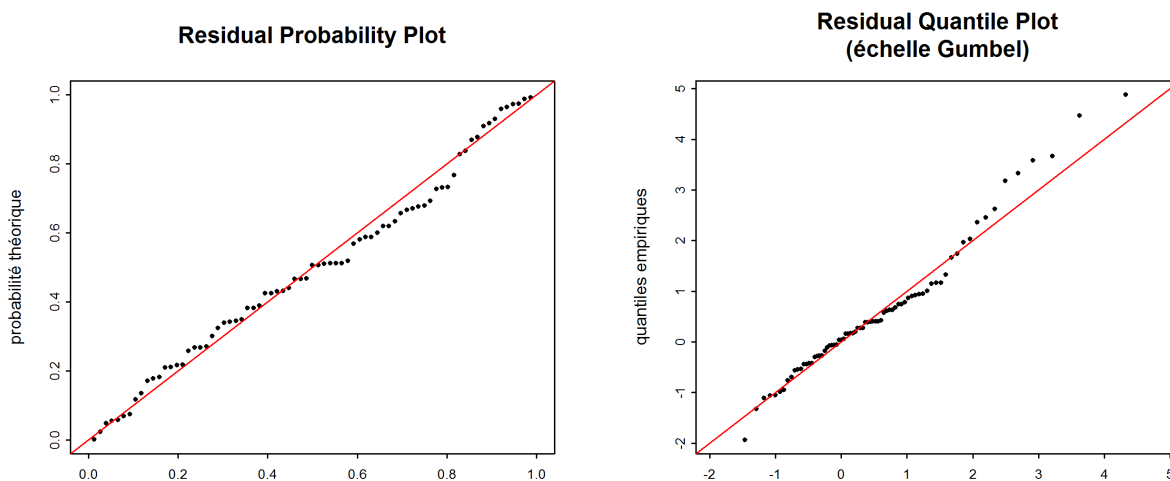 Residual Probability Plot
probabilité théorique
0.0
0.2
0.4
0.6
0.8
1.0
0.0 0.2 0.4 0.6 0.8 1.0
Residual Quantile Plot
(échelle Gumbel)
quantiles empiriques
-2
-1
0
1
2
3
4
5
-2 -1 0 1 2 3 4 5